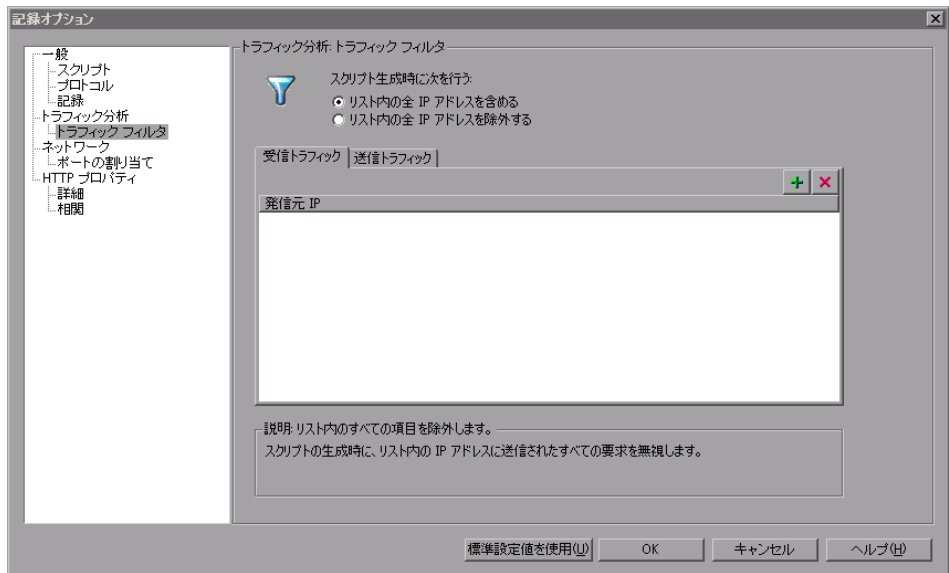 記録オプション
一般
スクリプト
プロトコル
記録
トラフィック分析
トラフィック フィルタ
ネットワーク
ポートの割り当て
HTTP プロパティ
詳細
相関
トラフィック分析: トラフィック フィルタ
スクリプト生成時に次を行う:
リスト内の全 IP アドレスを含める
リスト内の全 IP アドレスを除外する
受信トラフィック 送信トラフィック
発信元 IP
説明: リスト内のすべての項目を除外します。
スクリプトの生成時に、リスト内の IP アドレスに送信されたすべての要求を無視します。
標準設定値を使用(U) OK キャンセル ヘルプ(H)